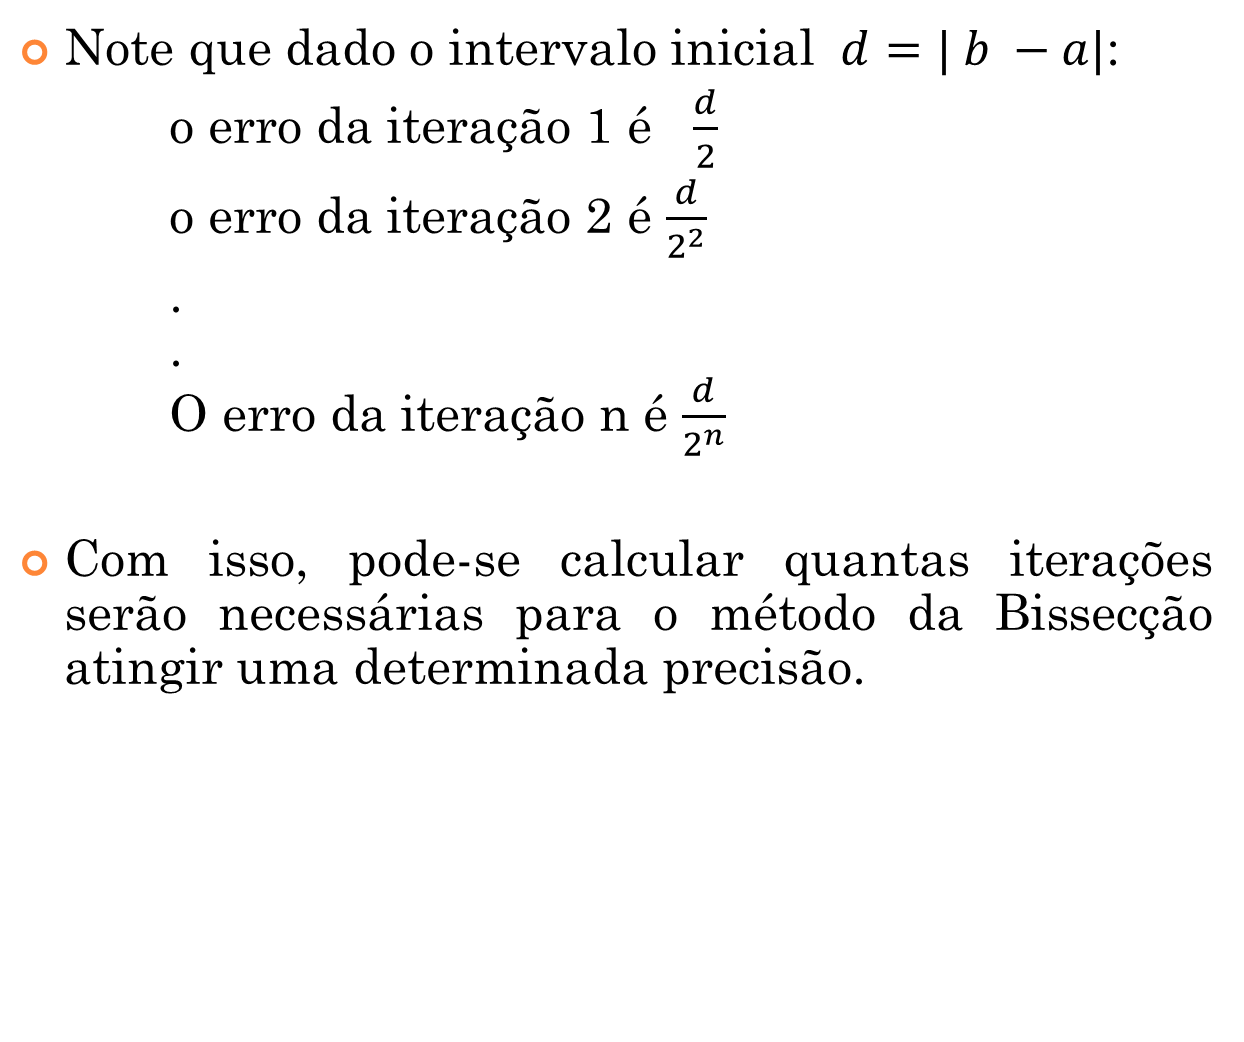 Note que dado o intervalo inicial d = | b − a|:
o erro da iteração 1 é d/2
o erro da iteração 2 é d/2²
.
.
O erro da iteração n é d/2ⁿ
Com isso, pode-se calcular quantas iterações
serão necessárias para o método da Bissecção
atingir uma determinada precisão.